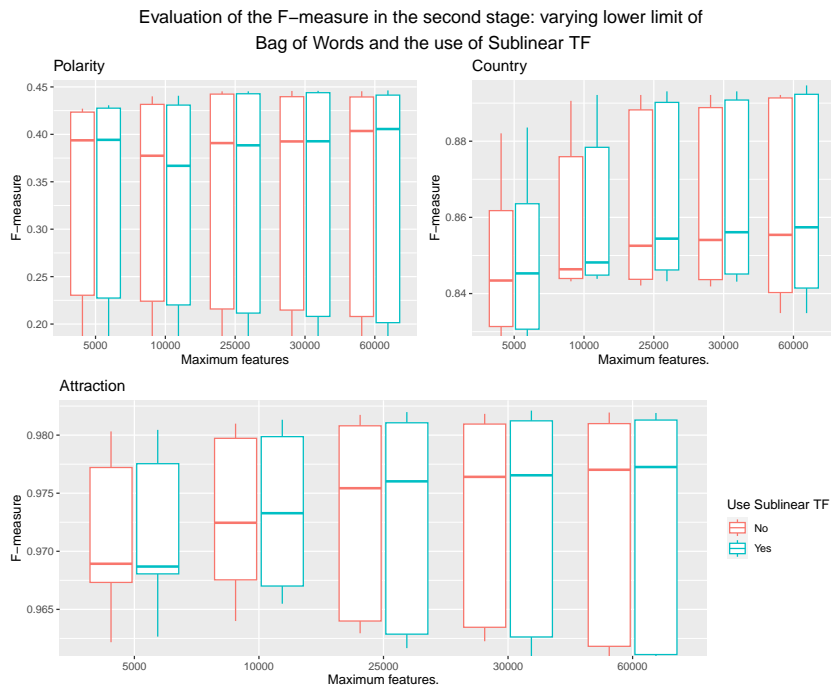 Evaluation of the F−measure in the second stage: varying lower limit of
Bag of Words and the use of Sublinear TF
Polarity
F−measure
0.45
0.40
0.35
0.30
0.25
0.20
5000 10000 25000 30000 60000
Maximum features
Country
F−measure
0.88
0.86
0.84
5000 10000 25000 30000 60000
Maximum features.
Attraction
F−measure
0.980
0.975
0.970
0.965
5000 10000 25000 30000 60000
Maximum features.
Use Sublinear TF
No
Yes